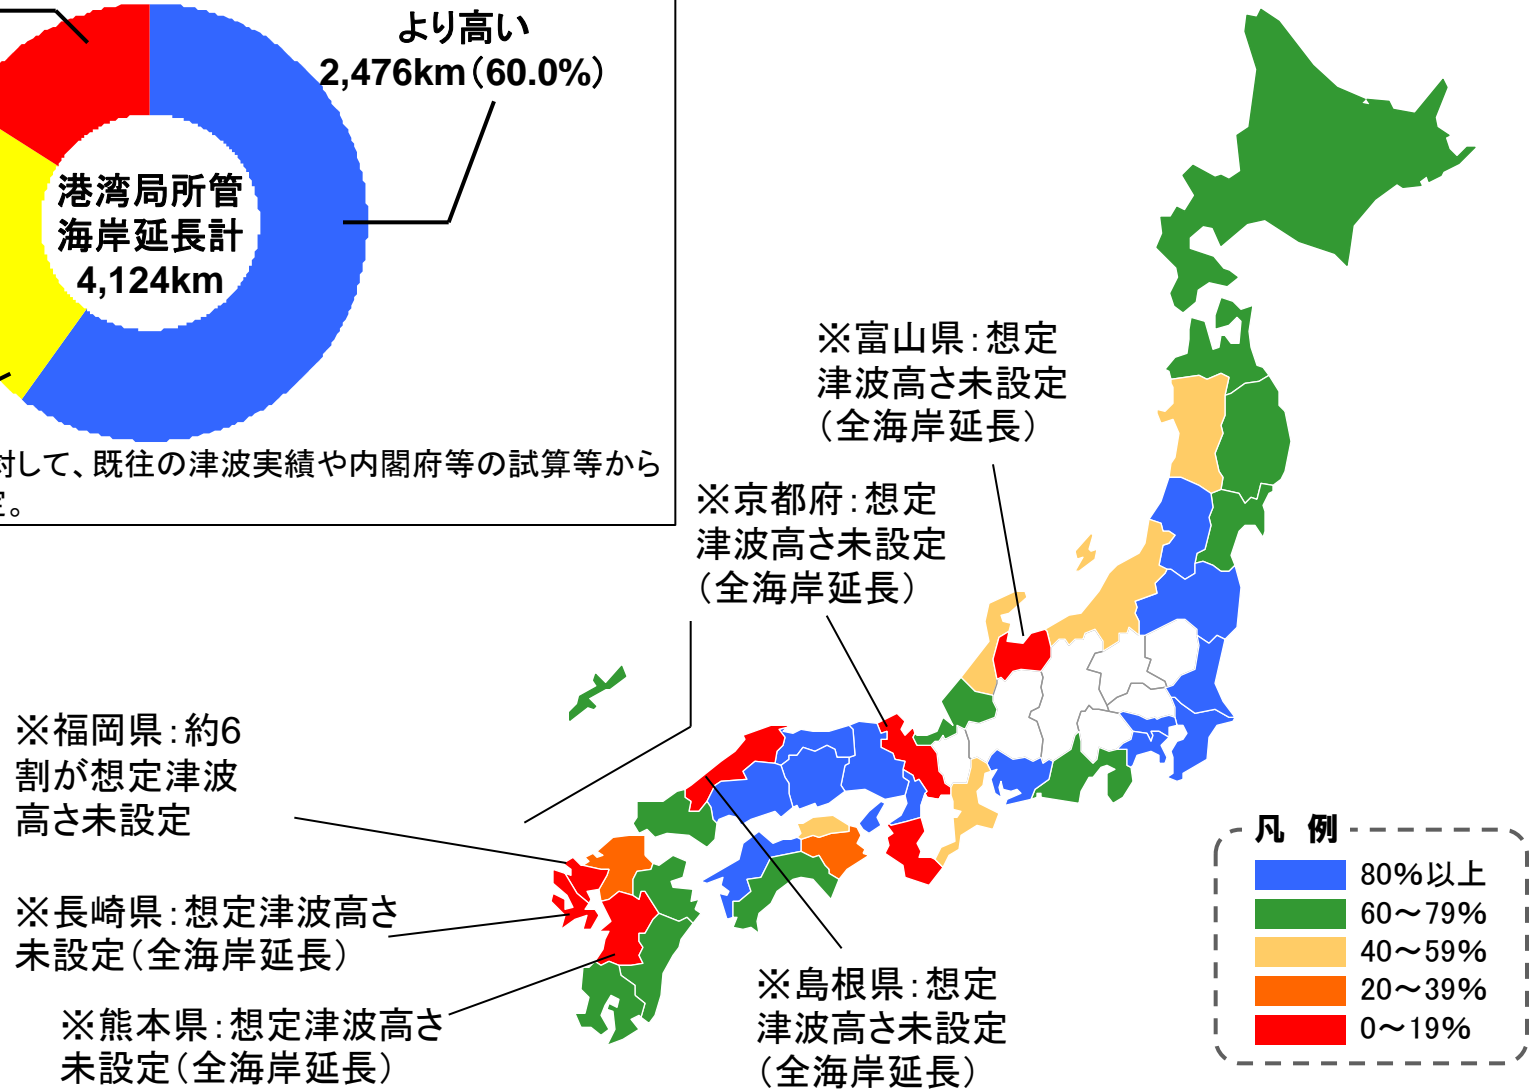 より高い
2,476km(60.0%)
港湾局所管
海岸延長計
4,124km
対して、既往の津波実績や内閣府等の試算等から
定。
※富山県:想定
津波高さ未設定
(全海岸延長)
※京都府:想定
津波高さ未設定
(全海岸延長)
※福岡県:約6
割が想定津波
高さ未設定
※長崎県:想定津波高さ
未設定(全海岸延長)
※熊本県:想定津波高さ
未設定(全海岸延長)
※島根県:想定
津波高さ未設定
(全海岸延長)
凡 例
80%以上
60~79%
40~59%
20~39%
0~19%